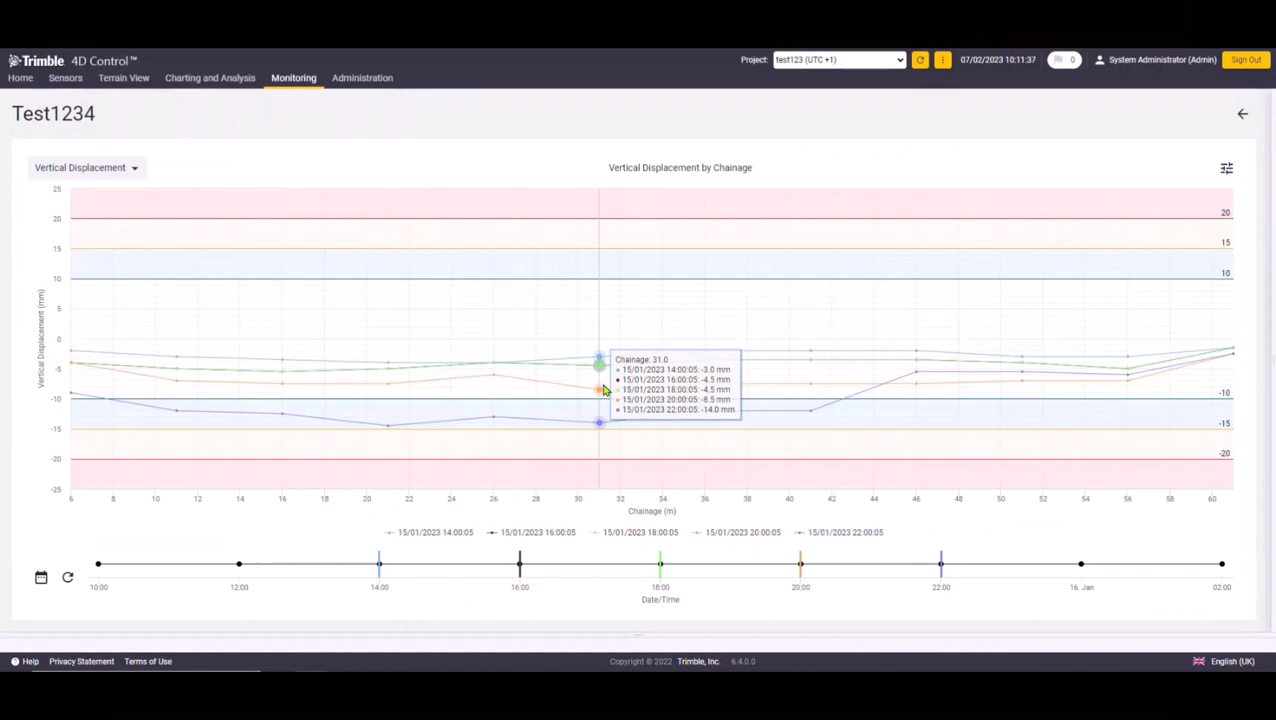 Trimble 4D Control™ Project: test123 (UTC +1) 07/02/2023 10:11:37 0 System Administrator (Admin) Sign Out
Home Sensors Terrain View Charting and Analysis Monitoring Administration
Test1234
Vertical Displacement Vertical Displacement by Chainage
25
20 20
15 15
10 10
5
0
-5
-10 -10
-15 -15
-20 -20
-25
Vertical Displacement (mm)
Chainage: 31.0
15/01/2023 14:00:05: -3.0 mm
15/01/2023 16:00:05: -4.5 mm
15/01/2023 18:00:05: -4.5 mm
15/01/2023 20:00:05: -8.5 mm
15/01/2023 22:00:05: -14.0 mm
6 8 10 12 14 16 18 20 22 24 26 28 30 32 34 36 38 40 42 44 46 48 50 52 54 56 58 60
Chainage (m)
15/01/2023 14:00:05 15/01/2023 16:00:05 15/01/2023 18:00:05 15/01/2023 20:00:05 15/01/2023 22:00:05
10:00 12:00 14:00 16:00 18:00 20:00 22:00 16. Jan 02:00
Date/Time
Help Privacy Statement Terms of Use Copyright © 2022 Trimble, Inc. 6.4.0.0 English (UK)